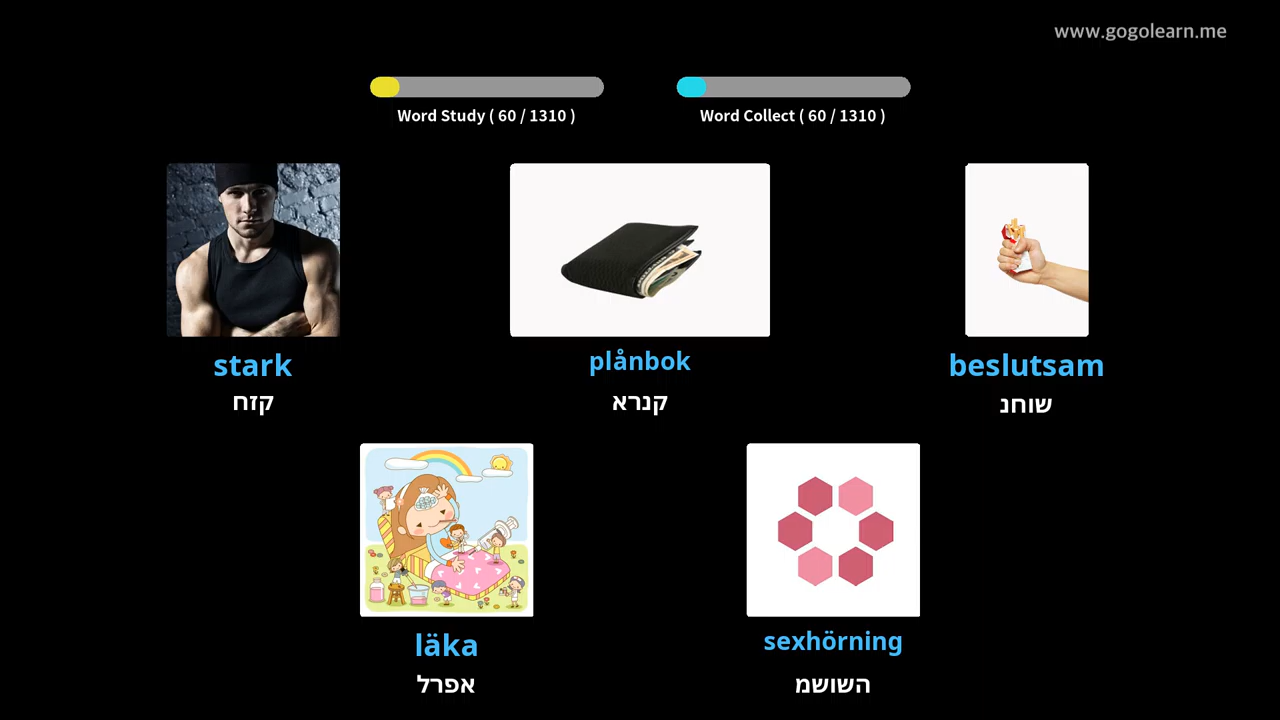 www.gogolearn.me
Word Study ( 60 / 1310 )
Word Collect ( 60 / 1310 )
stark
קזח
plånbok
קנרא
beslutsam
שוחנ
läka
אפרל
sexhörning
השושמ